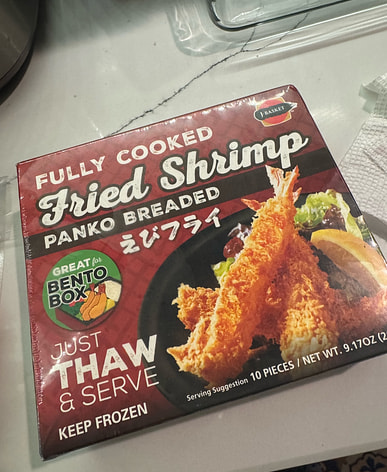 J-BASKET
FULLY COOKED
Fried Shrimp
PANKO BREADED
えびフライ
GREAT for
BENTO
BOX
JUST
THAW
& SERVE
KEEP FROZEN
Serving Suggestion
10 PIECES / NET WT. 9.17OZ